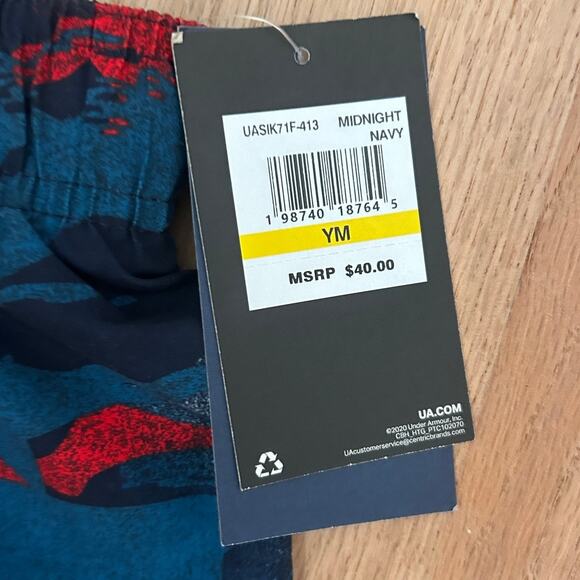 UASIK71F-413 MIDNIGHT
NAVY
1 98740 18764 5
YM
MSRP $40.00
UA.COM
©2020 Under Armour, Inc.
CBH_HTG_PTC102070
UAcustomerservice@centricbrands.com